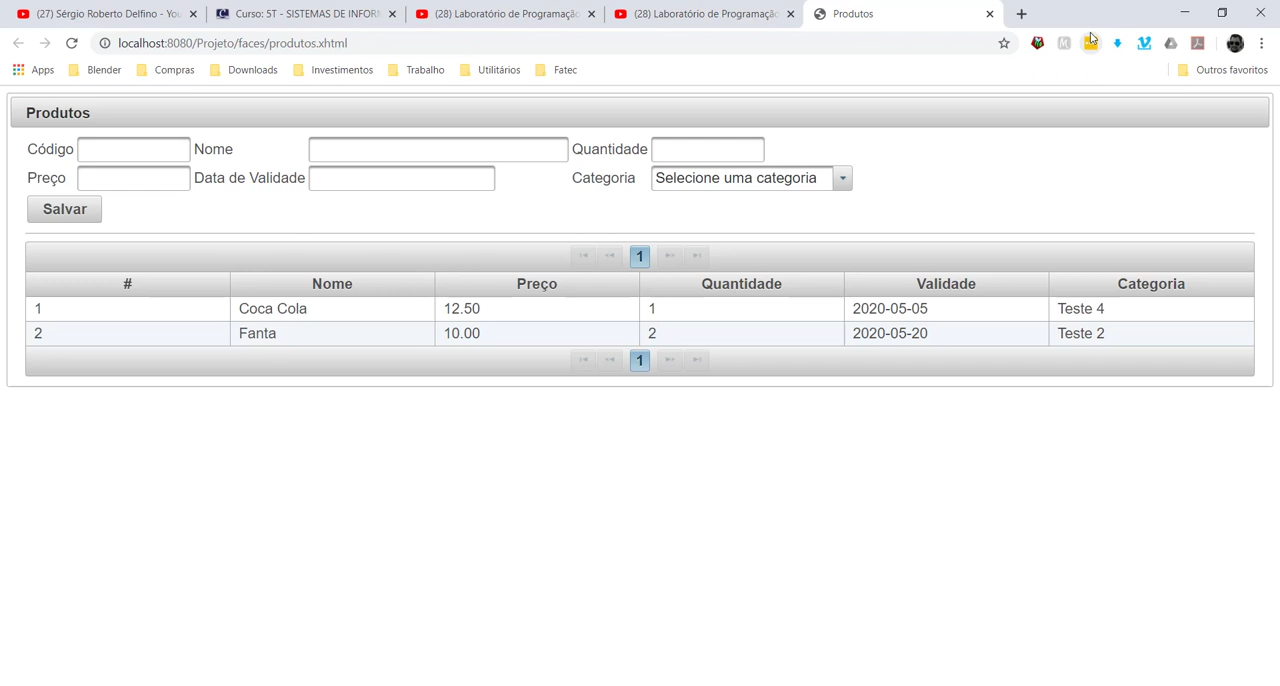 (27) Sérgio Roberto Delfino - You
Curso: 5T - SISTEMAS DE INFOR
(28) Laboratório de Programação
(28) Laboratório de Programação
Produtos
localhost:8080/Projeto/faces/produtos.xhtml
Apps Blender Compras Downloads Investimentos Trabalho Utilitários Fatec Outros favoritos
Produtos
Código Nome Quantidade
Preço Data de Validade Categoria Selecione uma categoria
Salvar
1
# Nome Preço Quantidade Validade Categoria
1 Coca Cola 12.50 1 2020-05-05 Teste 4
2 Fanta 10.00 2 2020-05-20 Teste 2
1